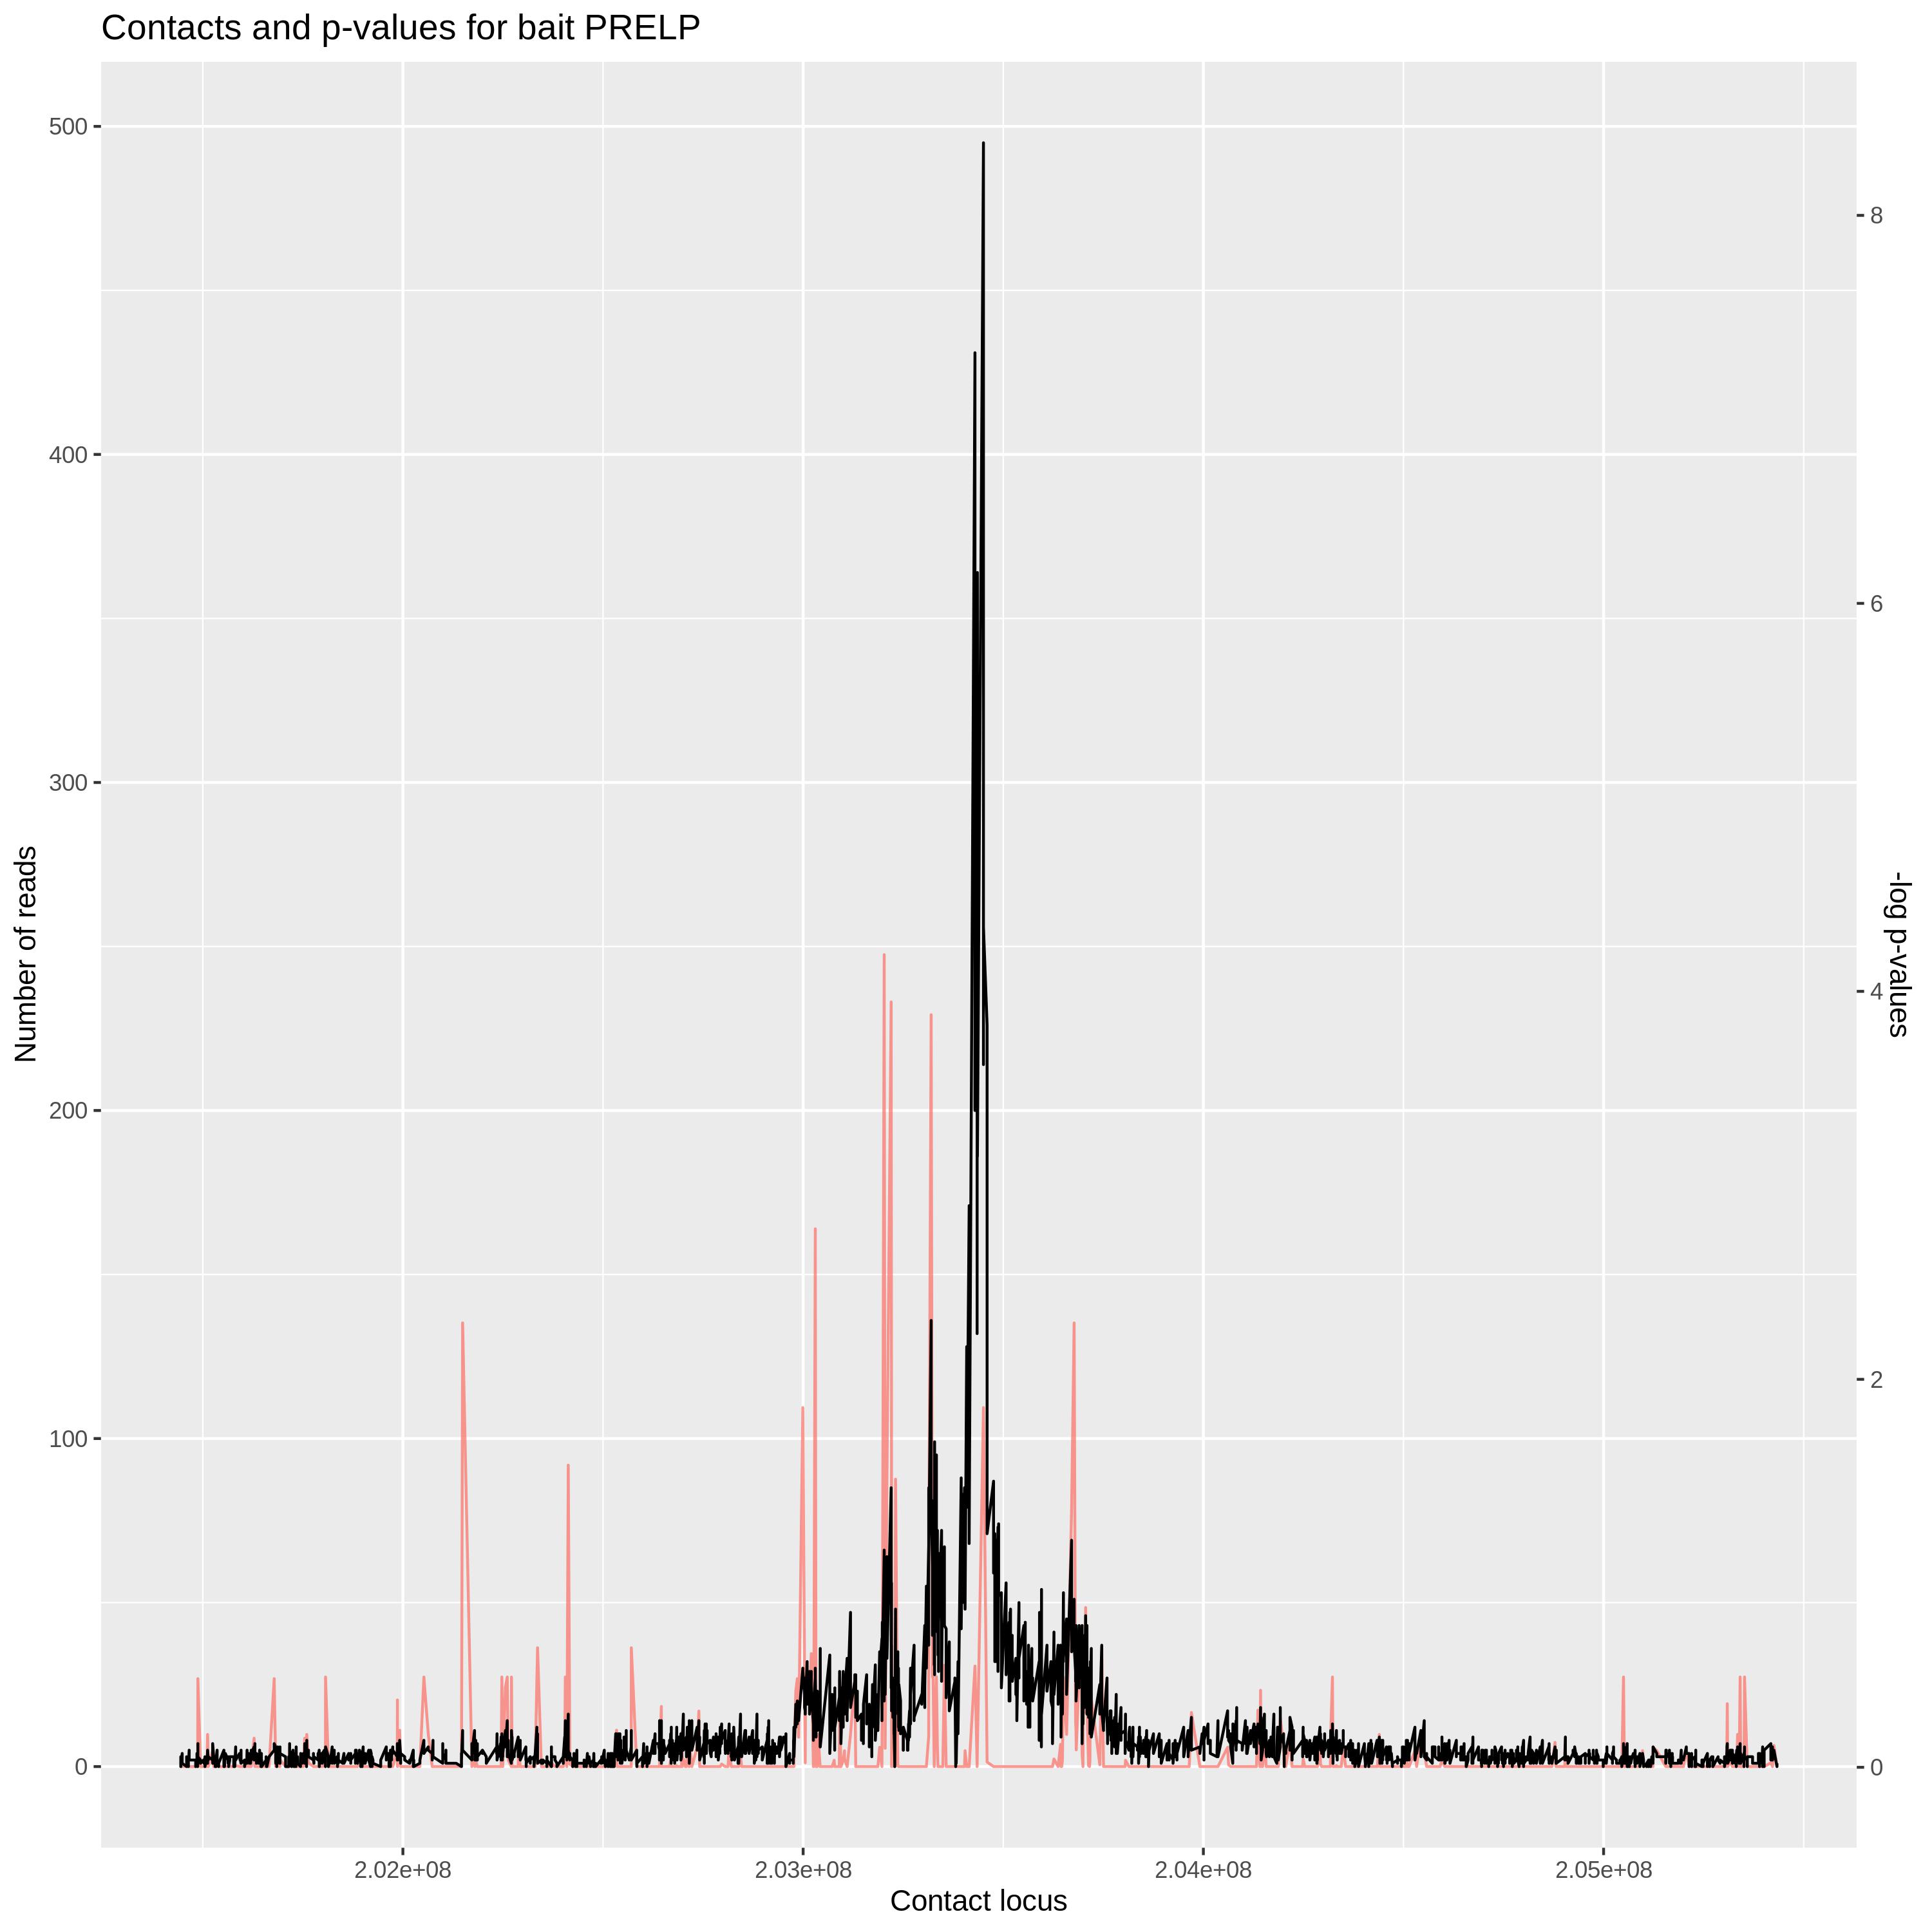 Contacts and p-values for bait PRELP
500
400
300
200
100
0
Number of reads
8
6
4
2
0
-log p-values
2.02e+08
2.03e+08
2.04e+08
2.05e+08
Contact locus